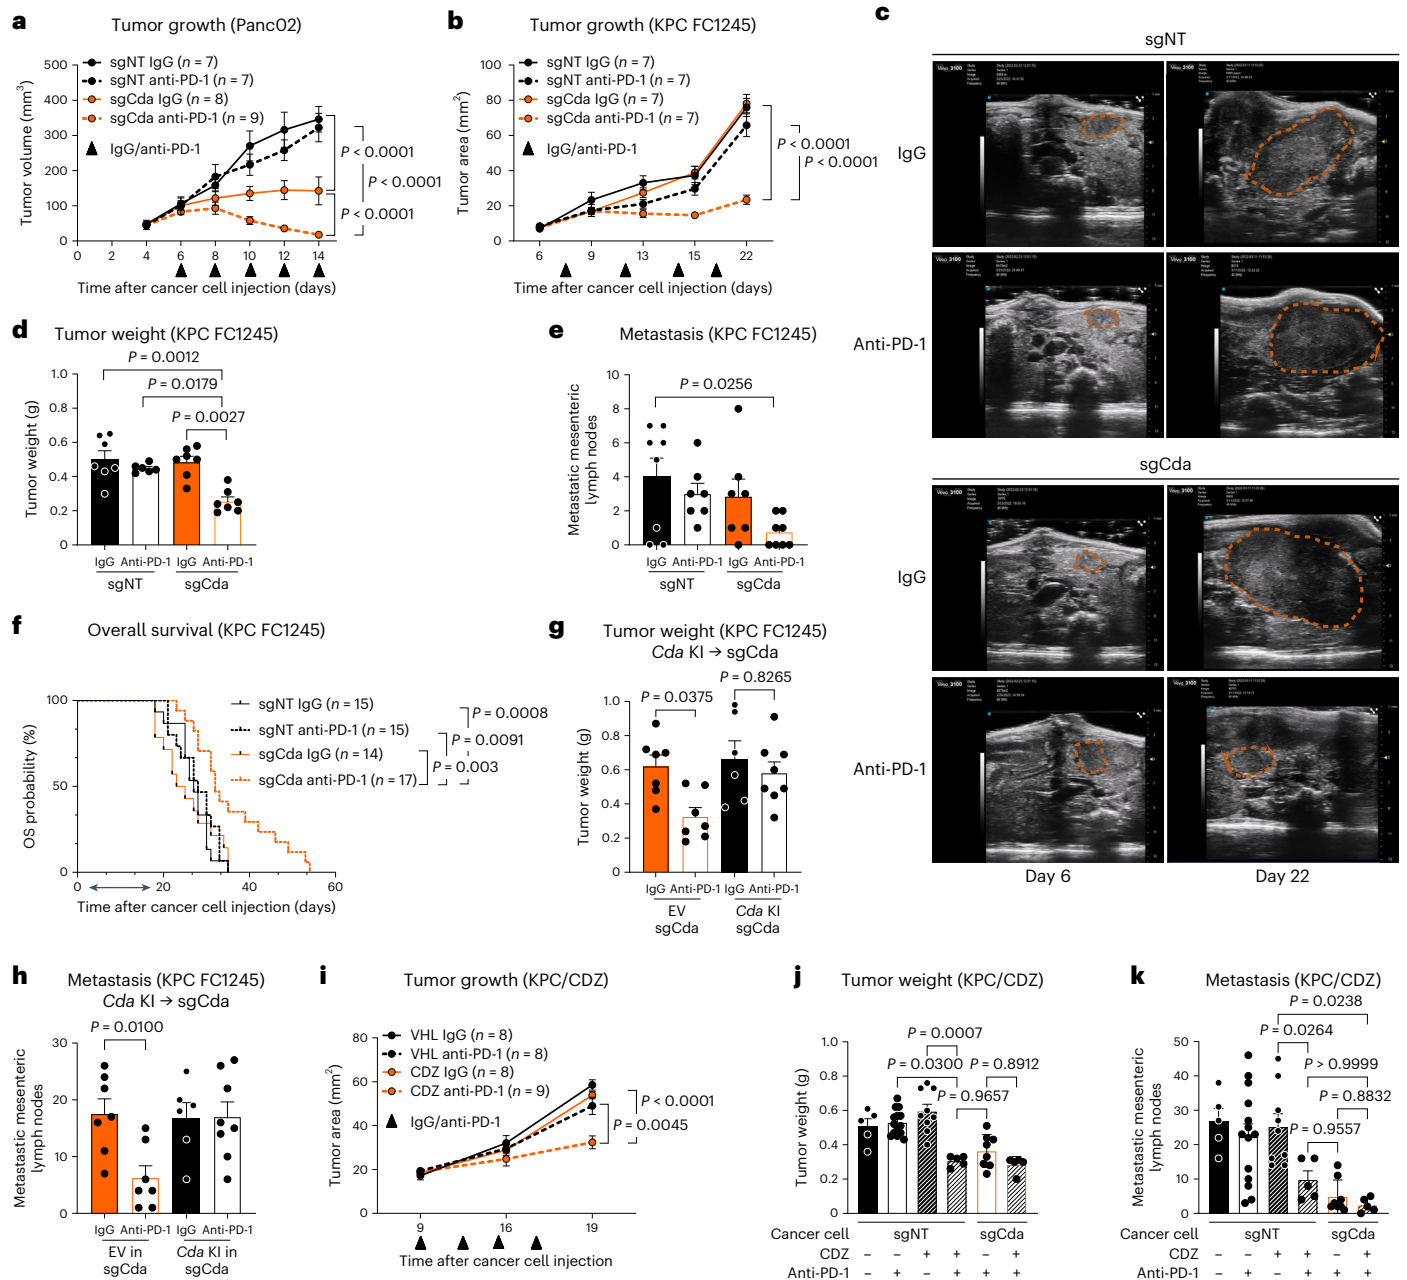 a
Tumor growth (Panc02)
sgNT IgG (n = 7)
sgNT anti-PD-1 (n = 7)
sgCda IgG (n = 8)
sgCda anti-PD-1 (n = 9)
IgG/anti-PD-1
Tumor volume (mm3)
500
400
300
200
100
0
0 2 4 6 8 10 12 14
P < 0.0001
P < 0.0001
P < 0.0001
Time after cancer cell injection (days)
b
Tumor growth (KPC FC1245)
sgNT IgG (n = 7)
sgNT anti-PD-1 (n = 7)
sgCda IgG (n = 7)
sgCda anti-PD-1 (n = 7)
IgG/anti-PD-1
Tumor area (mm2)
100
80
60
40
20
0
6 9 13 15 22
P < 0.0001
P < 0.0001
Time after cancer cell injection (days)
c
sgNT
IgG
Anti-PD-1
sgCda
IgG
Anti-PD-1
Day 6
Day 22
d
Tumor weight (KPC FC1245)
P = 0.0012
P = 0.0179
P = 0.0027
Tumor weight (g)
1.0
0.8
0.6
0.4
0.2
0
IgG Anti-PD-1 IgG Anti-PD-1
sgNT sgCda
e
Metastasis (KPC FC1245)
P = 0.0256
Metastatic mesenteric
lymph nodes
10
8
6
4
2
0
IgG Anti-PD-1 IgG Anti-PD-1
sgNT sgCda
f
Overall survival (KPC FC1245)
sgNT IgG (n = 15)
sgNT anti-PD-1 (n = 15)
sgCda IgG (n = 14)
sgCda anti-PD-1 (n = 17)
P = 0.0008
P = 0.0091
P = 0.003
OS probability (%)
100
50
0
0 20 40 60
Time after cancer cell injection (days)
g
Tumor weight (KPC FC1245)
Cda KI → sgCda
P = 0.8265
P = 0.0375
Tumor weight (g)
1.0
0.8
0.6
0.4
0.2
0
IgG Anti-PD-1 IgG Anti-PD-1
EV Cda KI
sgCda sgCda
h
Metastasis (KPC FC1245)
Cda KI → sgCda
P = 0.0100
Metastatic mesenteric
lymph nodes
30
20
10
0
IgG Anti-PD-1 IgG Anti-PD-1
EV in Cda KI in
sgCda sgCda
i
Tumor growth (KPC/CDZ)
VHL IgG (n = 8)
VHL anti-PD-1 (n = 8)
CDZ IgG (n = 8)
CDZ anti-PD-1 (n = 9)
IgG/anti-PD-1
Tumor area (mm2)
80
60
40
20
0
9 16 19
P < 0.0001
P = 0.0045
Time after cancer cell injection
j
Tumor weight (KPC/CDZ)
P = 0.0007
P = 0.0300
P = 0.8912
P = 0.9657
Tumor weight (g)
1.0
0.8
0.6
0.4
0.2
0
Cancer cell sgNT sgCda
CDZ – – + + – +
Anti-PD-1 – + – + + +
k
Metastasis (KPC/CDZ)
P = 0.0238
P = 0.0264
P > 0.9999
P = 0.8832
P = 0.9557
Metastastic mesenteric
lymph nodes
50
40
30
20
10
0
Cancer cell sgNT sgCda
CDZ – – + + – +
Anti-PD-1 – + – + + +